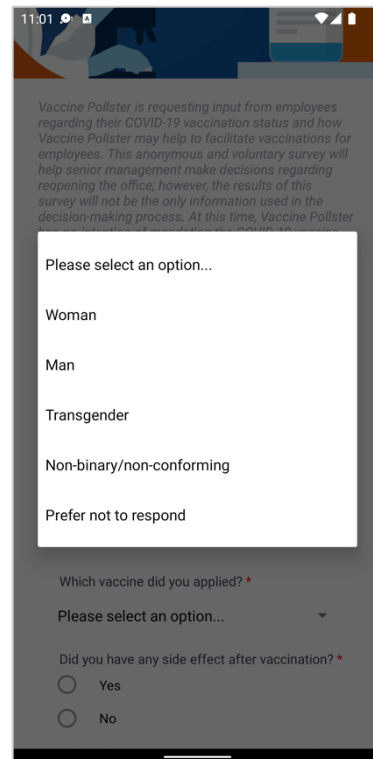 11:01
Vaccine Pollster is requesting input from employees
regarding their COVID-19 vaccination status and how
Vaccine Pollster may help to facilitate vaccinations for
employees. This anonymous and voluntary survey will
help senior management make decisions regarding
reopening the office; however, the results of this
survey will not be the only information used in the
decision-making process. At this time, Vaccine Pollster
has no intention of mandating the COVID-19 vaccine
Please select an option...
Woman
Man
Transgender
Non-binary/non-conforming
Prefer not to respond
Which vaccine did you applied? *
Please select an option...
Did you have any side effect after vaccination? *
Yes
No